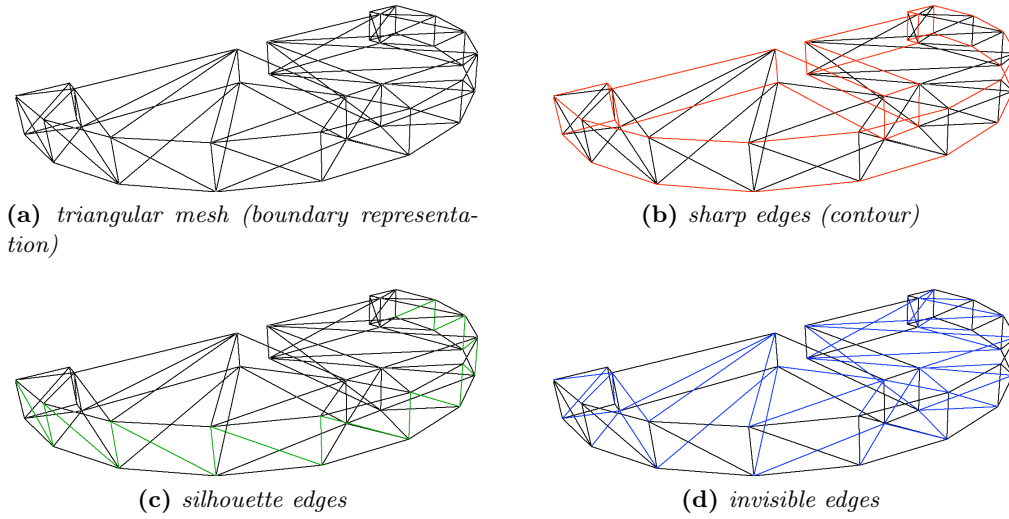 (a) triangular mesh (boundary representa-
tion)
(b) sharp edges (contour)
(c) silhouette edges
(d) invisible edges